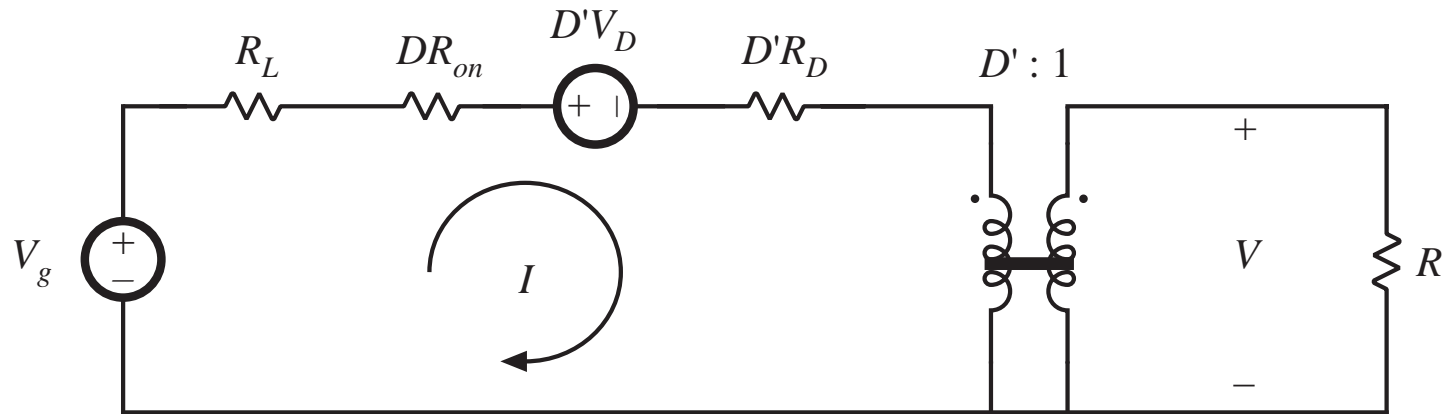 R_L
DR_on
D'V_D
D'R_D
D' : 1
+ –
V_g
+
–
I
+
V
–
R